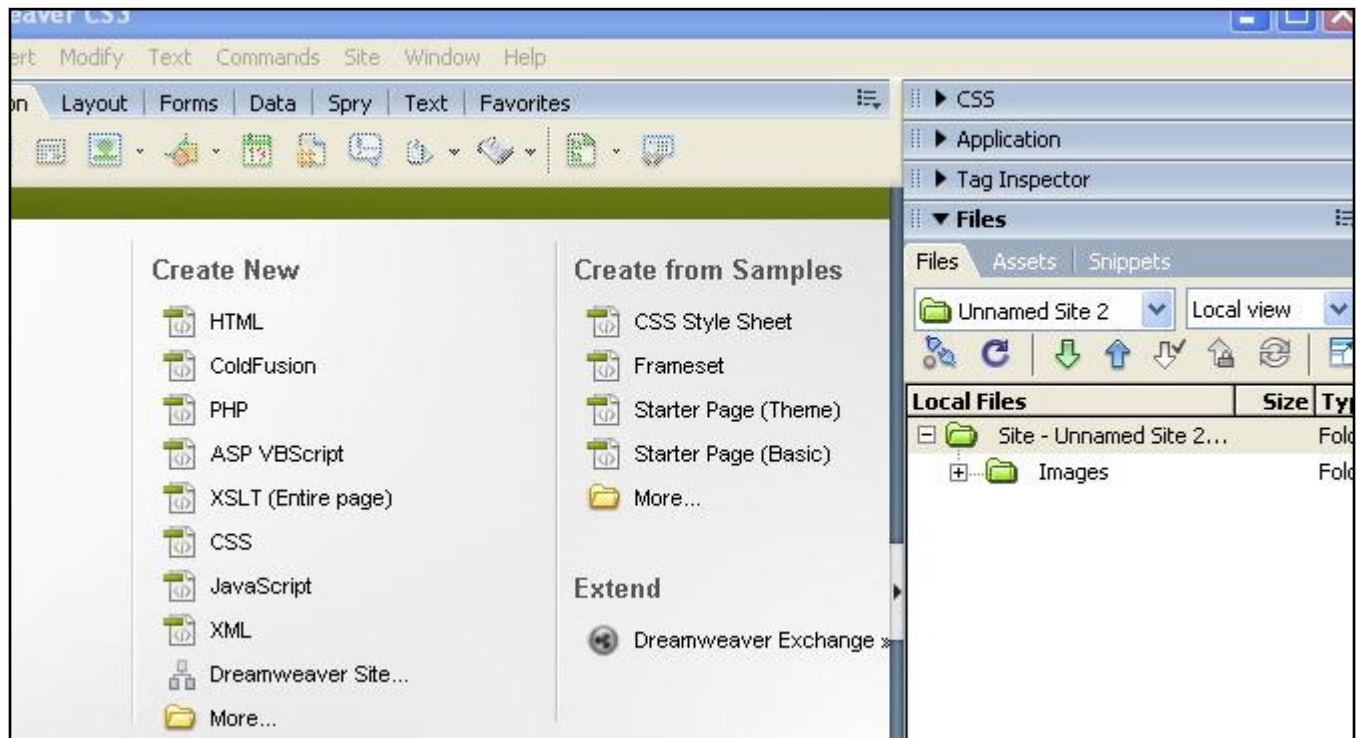 eaver CS3
ert Modify Text Commands Site Window Help
on Layout Forms Data Spry Text Favorites
19
Create New
HTML
ColdFusion
PHP
ASP VBScript
XSLT (Entire page)
CSS
JavaScript
XML
Dreamweaver Site...
More...
Create from Samples
CSS Style Sheet
Frameset
Starter Page (Theme)
Starter Page (Basic)
More...
Extend
Dreamweaver Exchange »
CSS
Application
Tag Inspector
Files
Files Assets Snippets
Unnamed Site 2 Local view
Local Files Size Typ
Site - Unnamed Site 2... Fold
Images Fold